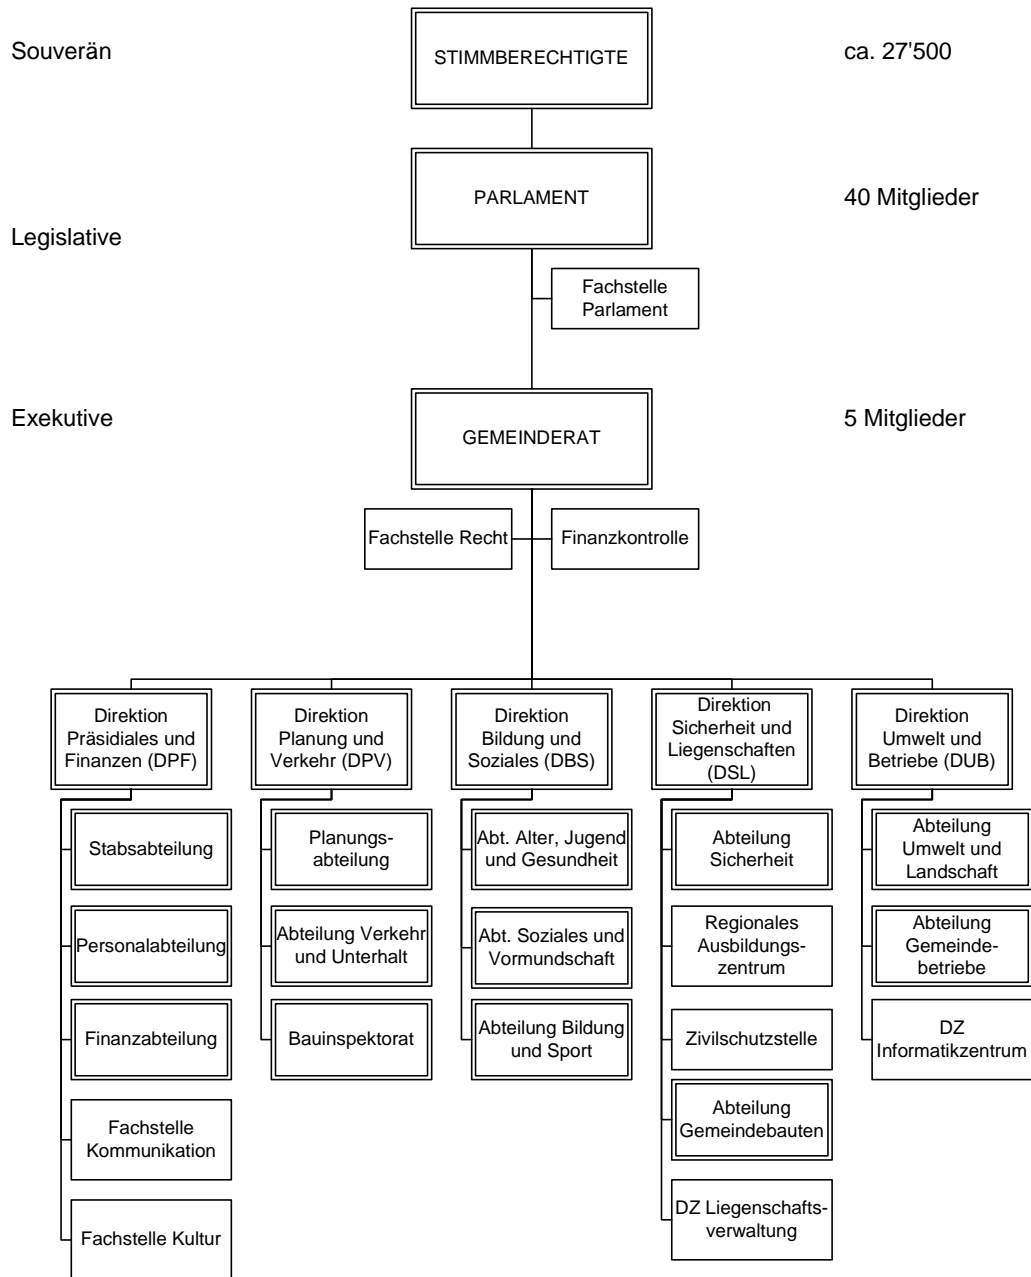 Souverän
STIMMBERECHTIGTE
ca. 27'500
PARLAMENT
40 Mitglieder
Legislative
Fachstelle
Parlament
Exekutive
GEMEINDERAT
5 Mitglieder
Fachstelle Recht
Finanzkontrolle
Direktion
Präsidiales und
Finanzen (DPF)
Direktion
Planung und
Verkehr (DPV)
Direktion
Bildung und
Soziales (DBS)
Direktion
Sicherheit und
Liegenschaften
(DSL)
Direktion
Umwelt und
Betriebe (DUB)
Stabsabteilung
Personalabteilung
Finanzabteilung
Fachstelle
Kommunikation
Fachstelle Kultur
Planungs-
abteilung
Abteilung Verkehr
und Unterhalt
Bauinspektorat
Abt. Alter, Jugend
und Gesundheit
Abt. Soziales und
Vormundschaft
Abteilung Bildung
und Sport
Abteilung
Sicherheit
Regionales
Ausbildungs-
zentrum
Zivilschutzstelle
Abteilung
Gemeindebauten
DZ Liegenschafts-
verwaltung
Abteilung
Umwelt und
Landschaft
Abteilung
Gemeinde-
betriebe
DZ
Informatikzentrum